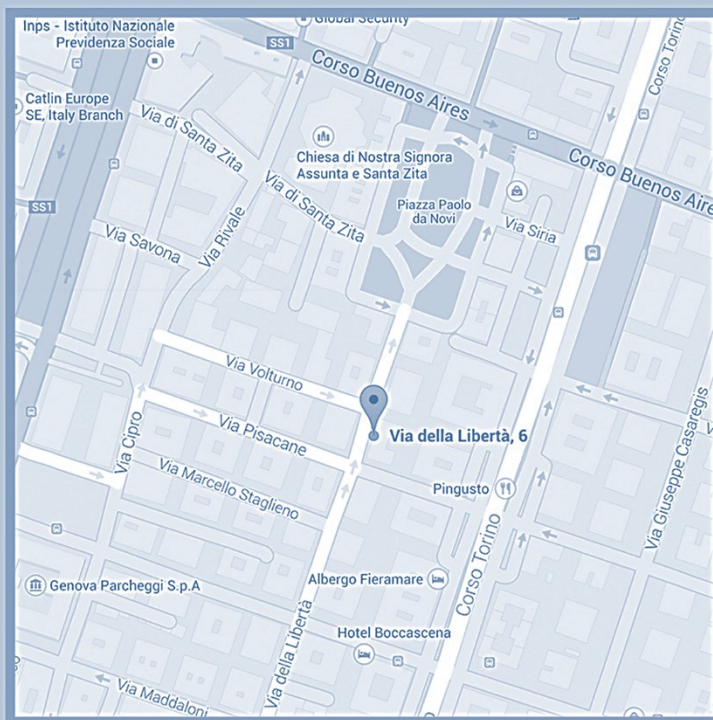 Inps - Istituto Nazionale
Previdenza Sociale
Global Security
SS1
Corso Buenos Aires
Corso Torino
Catlin Europe
SE, Italy Branch
Via di Santa Zita
Chiesa di Nostra Signora
Assunta e Santa Zita
Corso Buenos Aire
Via di Santa Zita
Piazza Paolo
da Novi
SS1
Via Rivale
Via Siria
Via Savona
Via Volturno
Via Giuseppe Casaregis
Via Cipro
Via Pisacane
Via della Libertà, 6
Via Marcello Staglieno
Pingusto
Corso Torino
Genova Parcheggi S.p.A
Albergo Fieramare
Via della Libertà
Hotel Boccascena
Via Maddaloni